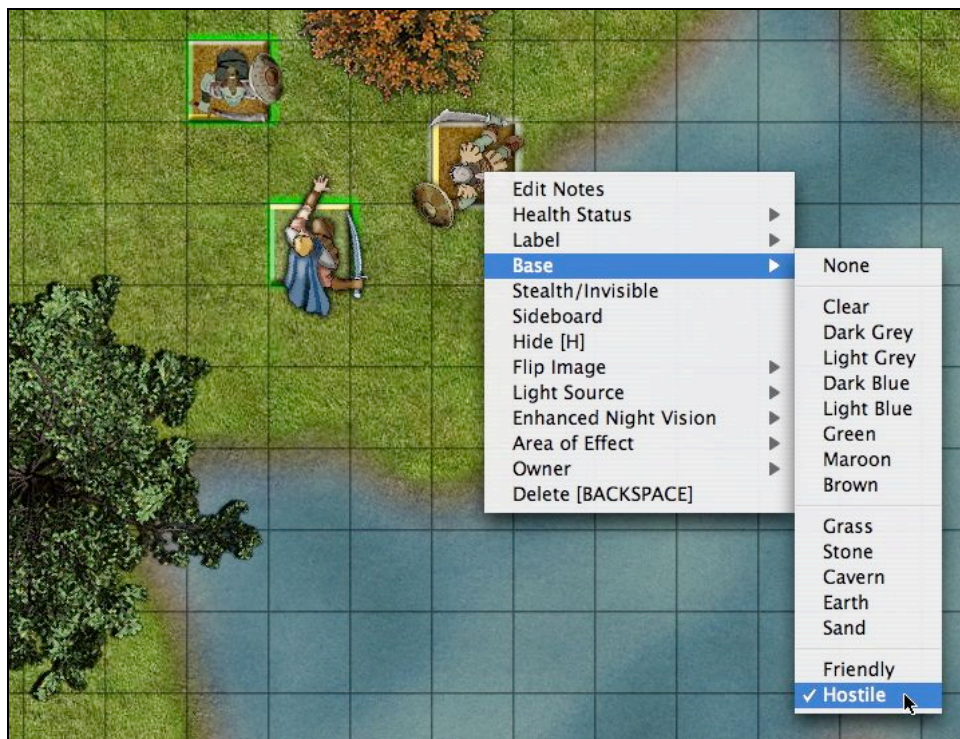 Edit Notes
Health Status
Label
Base
Stealth/Invisible
Sideboard
Hide [H]
Flip Image
Light Source
Enhanced Night Vision
Area of Effect
Owner
Delete [BACKSPACE]
None
Clear
Dark Grey
Light Grey
Dark Blue
Light Blue
Green
Maroon
Brown
Grass
Stone
Cavern
Earth
Sand
Friendly
✓ Hostile